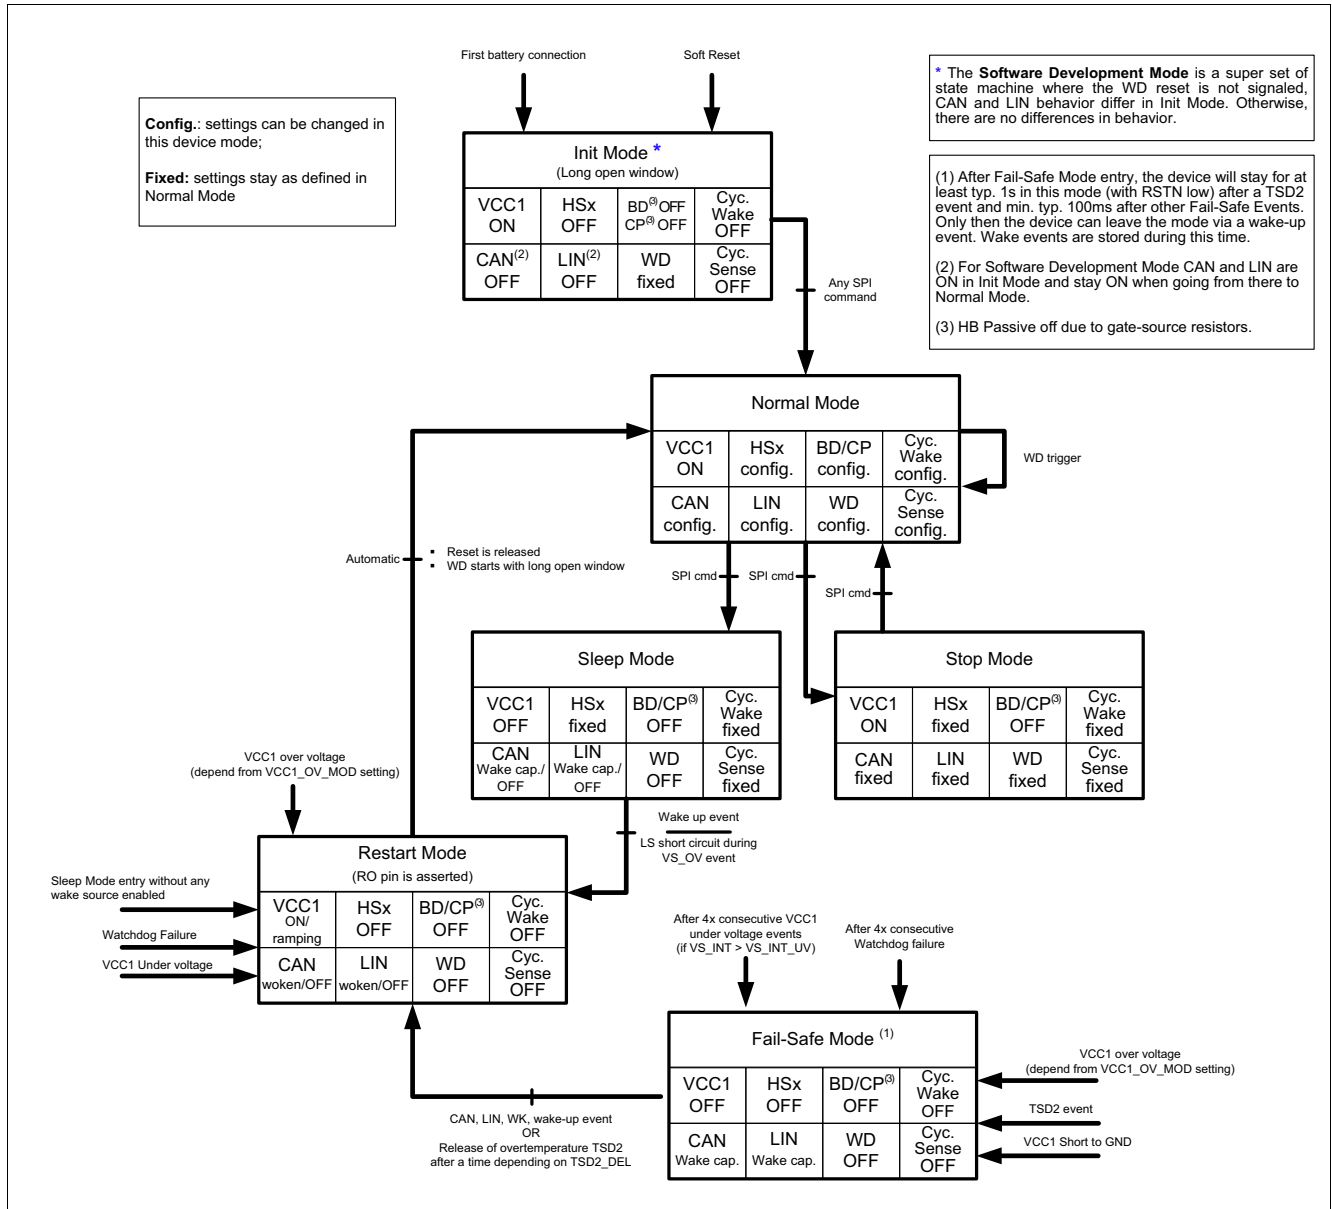 First battery connection
Soft Reset
Config.: settings can be changed in
this device mode;
Fixed: settings stay as defined in
Normal Mode
* The Software Development Mode is a super set of
state machine where the WD reset is not signaled,
CAN and LIN behavior differ in Init Mode. Otherwise,
there are no differences in behavior.
(1) After Fail-Safe Mode entry, the device will stay for at
least typ. 1s in this mode (with RSTN low) after a TSD2
event and min. typ. 100ms after other Fail-Safe Events.
Only then the device can leave the mode via a wake-up
event. Wake events are stored during this time.
(2) For Software Development Mode CAN and LIN are
ON in Init Mode and stay ON when going from there to
Normal Mode.
(3) HB Passive off due to gate-source resistors.
Init Mode *
(Long open window)
VCC1
ON
HSx
OFF
BD(3) OFF
CP(3) OFF
Cyc.
Wake
OFF
CAN(2)
OFF
LIN(2)
OFF
WD
fixed
Cyc.
Sense
OFF
Any SPI
command
Normal Mode
VCC1
ON
HSx
config.
BD/CP
config.
Cyc.
Wake
config.
CAN
config.
LIN
config.
WD
config.
Cyc.
Sense
config.
WD trigger
Automatic
▪ Reset is released
▪ WD starts with long open window
SPI cmd
SPI cmd
SPI cmd
Sleep Mode
VCC1
OFF
HSx
fixed
BD/CP(3)
OFF
Cyc.
Wake
fixed
CAN
Wake cap./
OFF
LIN
Wake cap./
OFF
WD
OFF
Cyc.
Sense
fixed
Stop Mode
VCC1
ON
HSx
fixed
BD/CP(3)
OFF
Cyc.
Wake
fixed
CAN
fixed
LIN
fixed
WD
fixed
Cyc.
Sense
fixed
VCC1 over voltage
(depend from VCC1_OV_MOD setting)
Wake up event
LS short circuit during
VS_OV event
Sleep Mode entry without any
wake source enabled
Watchdog Failure
VCC1 Under voltage
Restart Mode
(RO pin is asserted)
VCC1
ON/
ramping
HSx
OFF
BD/CP(3)
OFF
Cyc.
Wake
OFF
CAN
woken/OFF
LIN
woken/OFF
WD
OFF
Cyc.
Sense
OFF
After 4x consecutive VCC1
under voltage events
(if VS_INT > VS_INT_UV)
After 4x consecutive
Watchdog failure
Fail-Safe Mode (1)
VCC1
OFF
HSx
OFF
BD/CP(3)
OFF
Cyc.
Wake
OFF
CAN
Wake cap.
LIN
Wake cap.
WD
OFF
Cyc.
Sense
OFF
VCC1 over voltage
(depend from VCC1_OV_MOD setting)
TSD2 event
VCC1 Short to GND
CAN, LIN, WK, wake-up event
OR
Release of overtemperature TSD2
after a time depending on TSD2_DEL